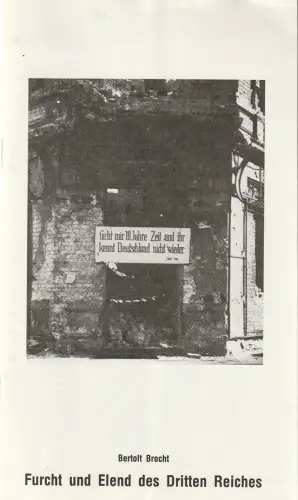 Gebt mir 10 Jahre Zeit und ihr
kennt Deutschland nicht wieder
Bertolt Brecht
Furcht und Elend des Dritten Reiches